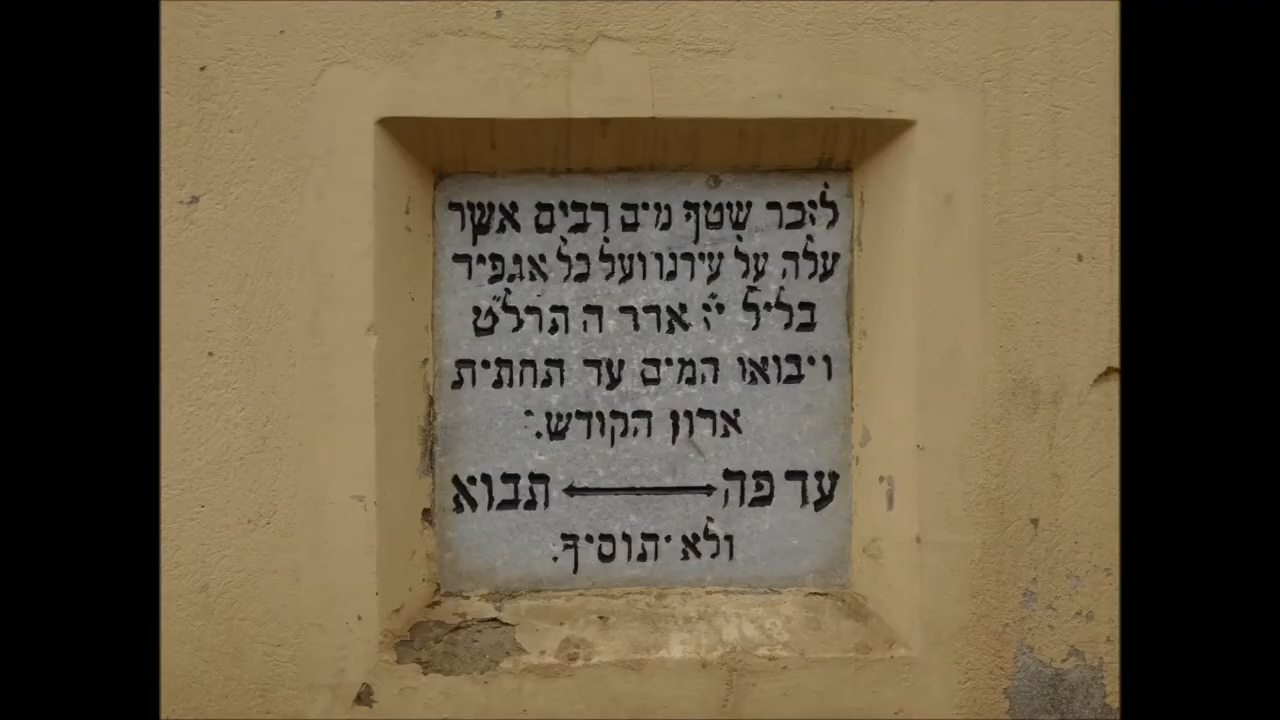 לזכר שטף מים רבים אשר
עלה על עירנו ועל כל אגפיד
בליל י״ז אדר ה תרל״ט
ויבואו המים עד תחתית
ארון הקודש.
עד פה ⟷ תבוא
ולא תוסיף.